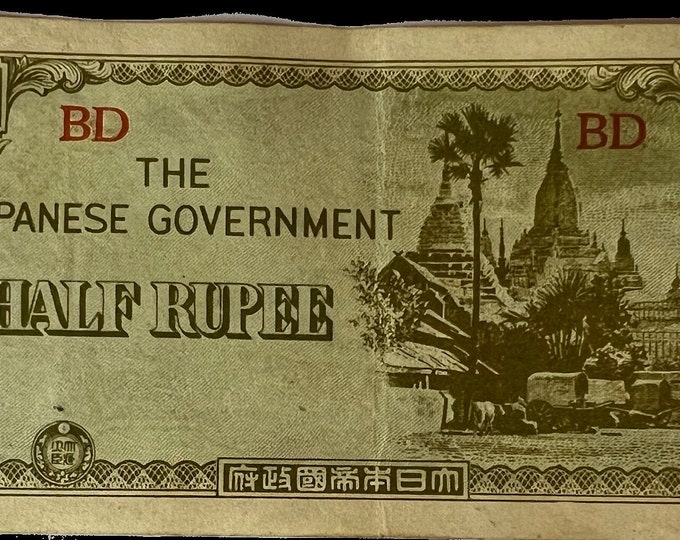 BD BD
THE
PANESE GOVERNMENT
HALF RUPEE
府政國帝本日大